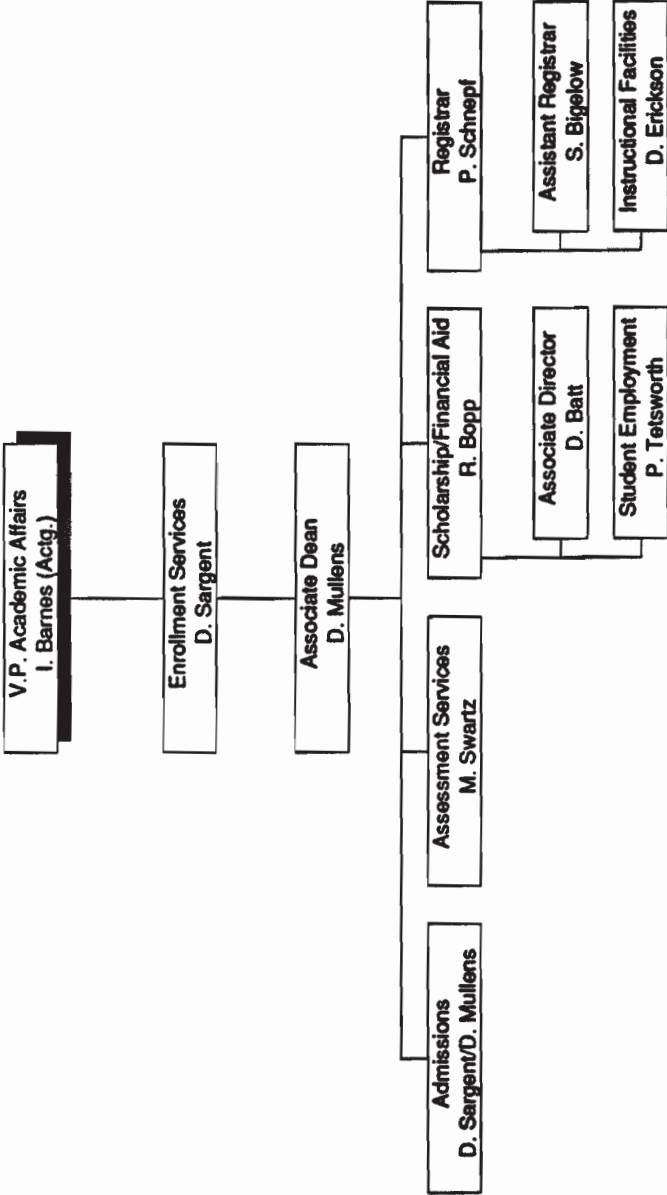 V.P. Academic Affairs
I. Barnes (Actg.)
Enrollment Services
D. Sargent
Associate Dean
D. Mullens
Admissions
D. Sargent/D. Mullens
Assessment Services
M. Swartz
Scholarship/Financial Aid
R. Bopp
Associate Director
D. Batt
Student Employment
P. Tetsworth
Registrar
P. Schnepf
Assistant Registrar
S. Bigelow
Instructional Facilities
D. Erickson